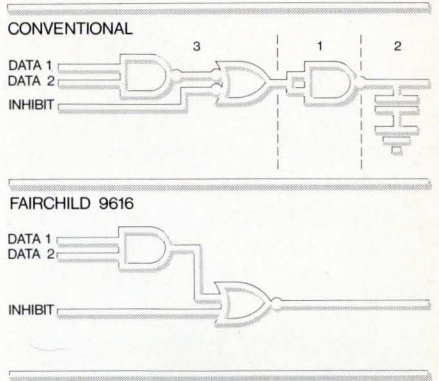 CONVENTIONAL
3 1 2
DATA 1
DATA 2
INHIBIT
FAIRCHILD 9616
DATA 1
DATA 2
INHIBIT